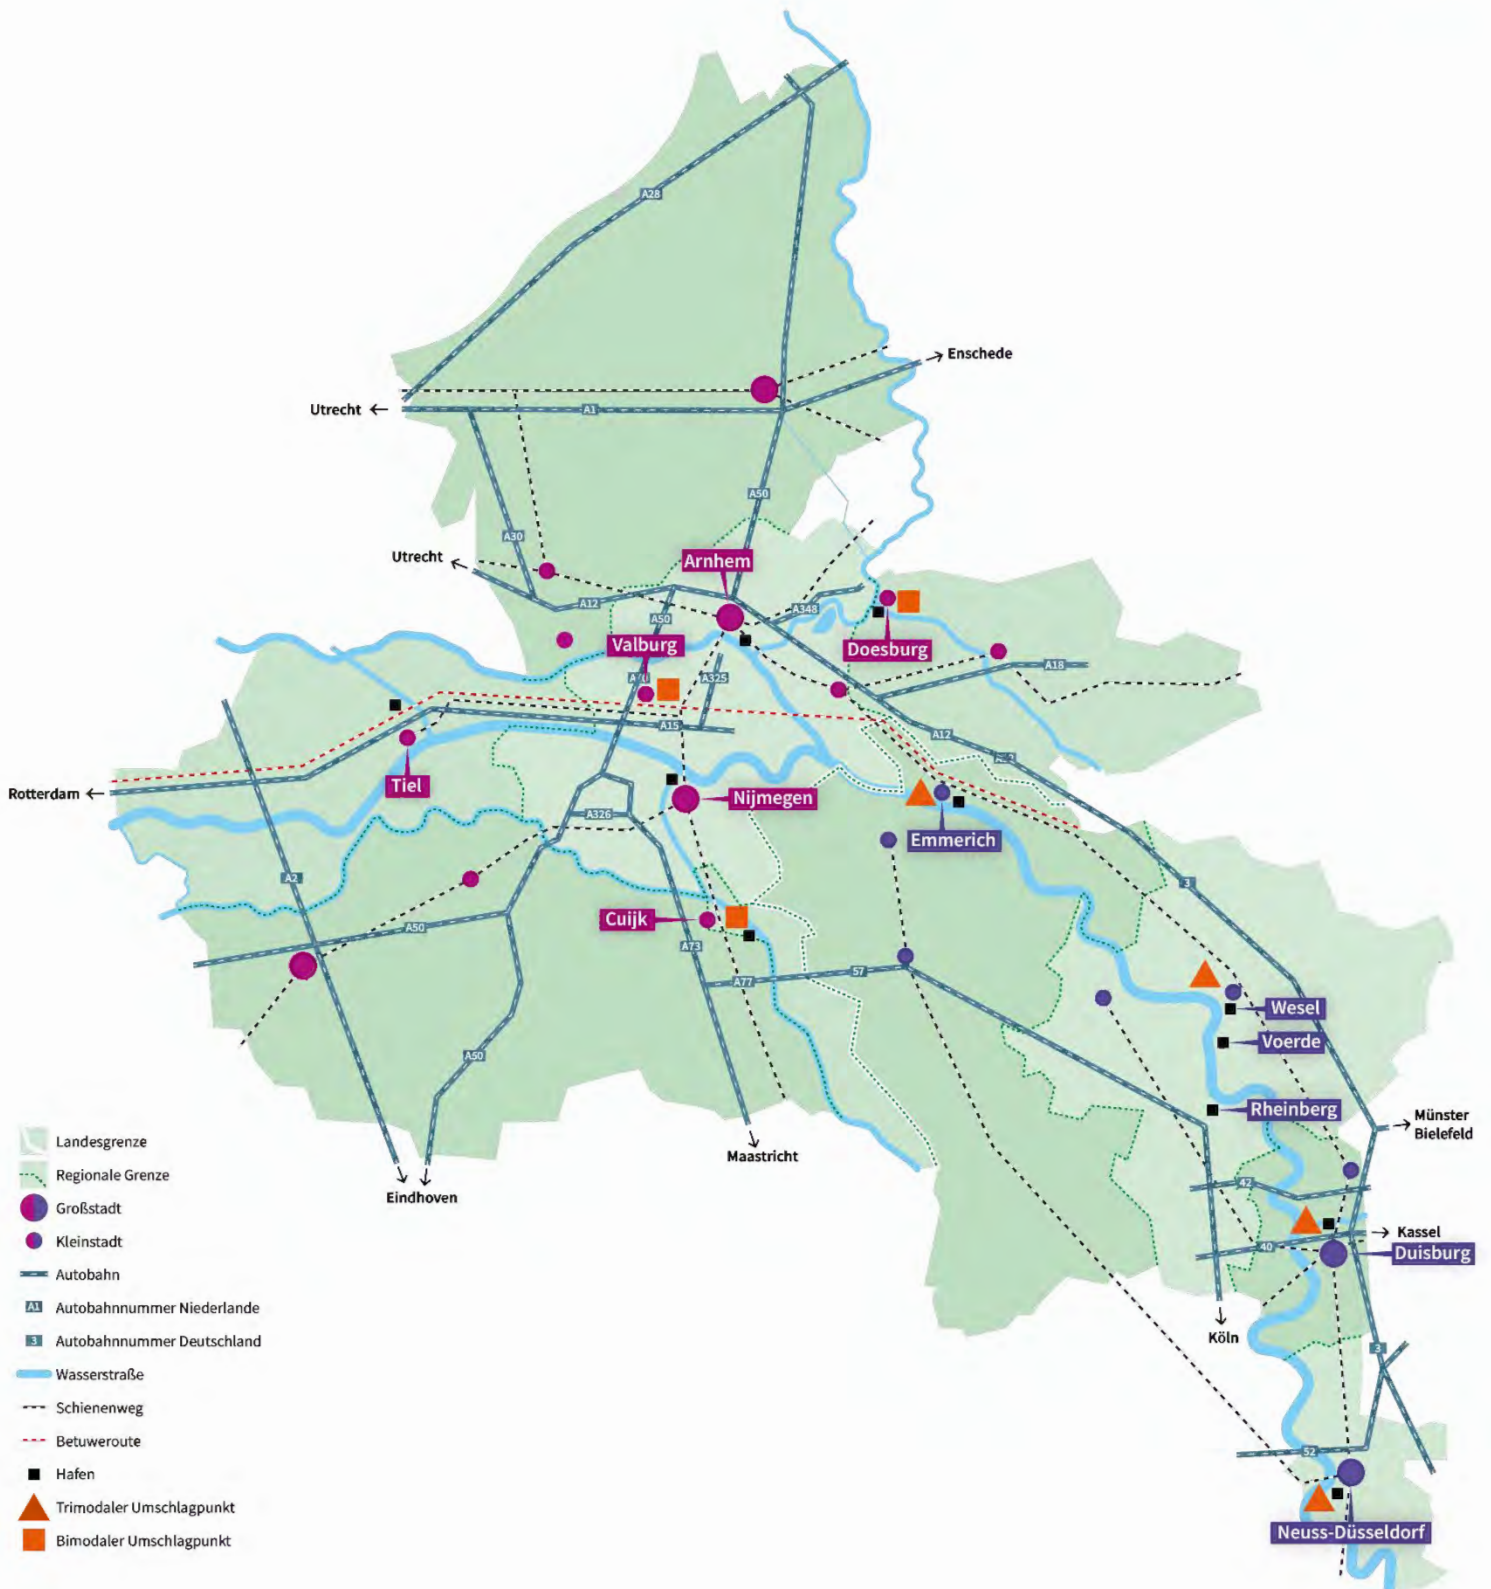 A28
Enschede
Utrecht
A1
A50
A30
Utrecht
Arnhem
A12
A50
A348
Valburg
Doesburg
A325
A18
A15
A12
Tiel
Rotterdam
Nijmegen
A326
Emmerich
A2
3
Cuijk
A50
A73
A77
57
Wesel
Voerde
A50
Rheinberg
Münster
Bielefeld
Maastricht
Eindhoven
42
Kassel
40
Duisburg
Köln
3
52
Neuss-Düsseldorf
Landesgrenze
Regionale Grenze
Großstadt
Kleinstadt
Autobahn
A1 Autobahnnummer Niederlande
3 Autobahnnummer Deutschland
Wasserstraße
Schienenweg
Betuweroute
Hafen
Trimodaler Umschlagpunkt
Bimodaler Umschlagpunkt